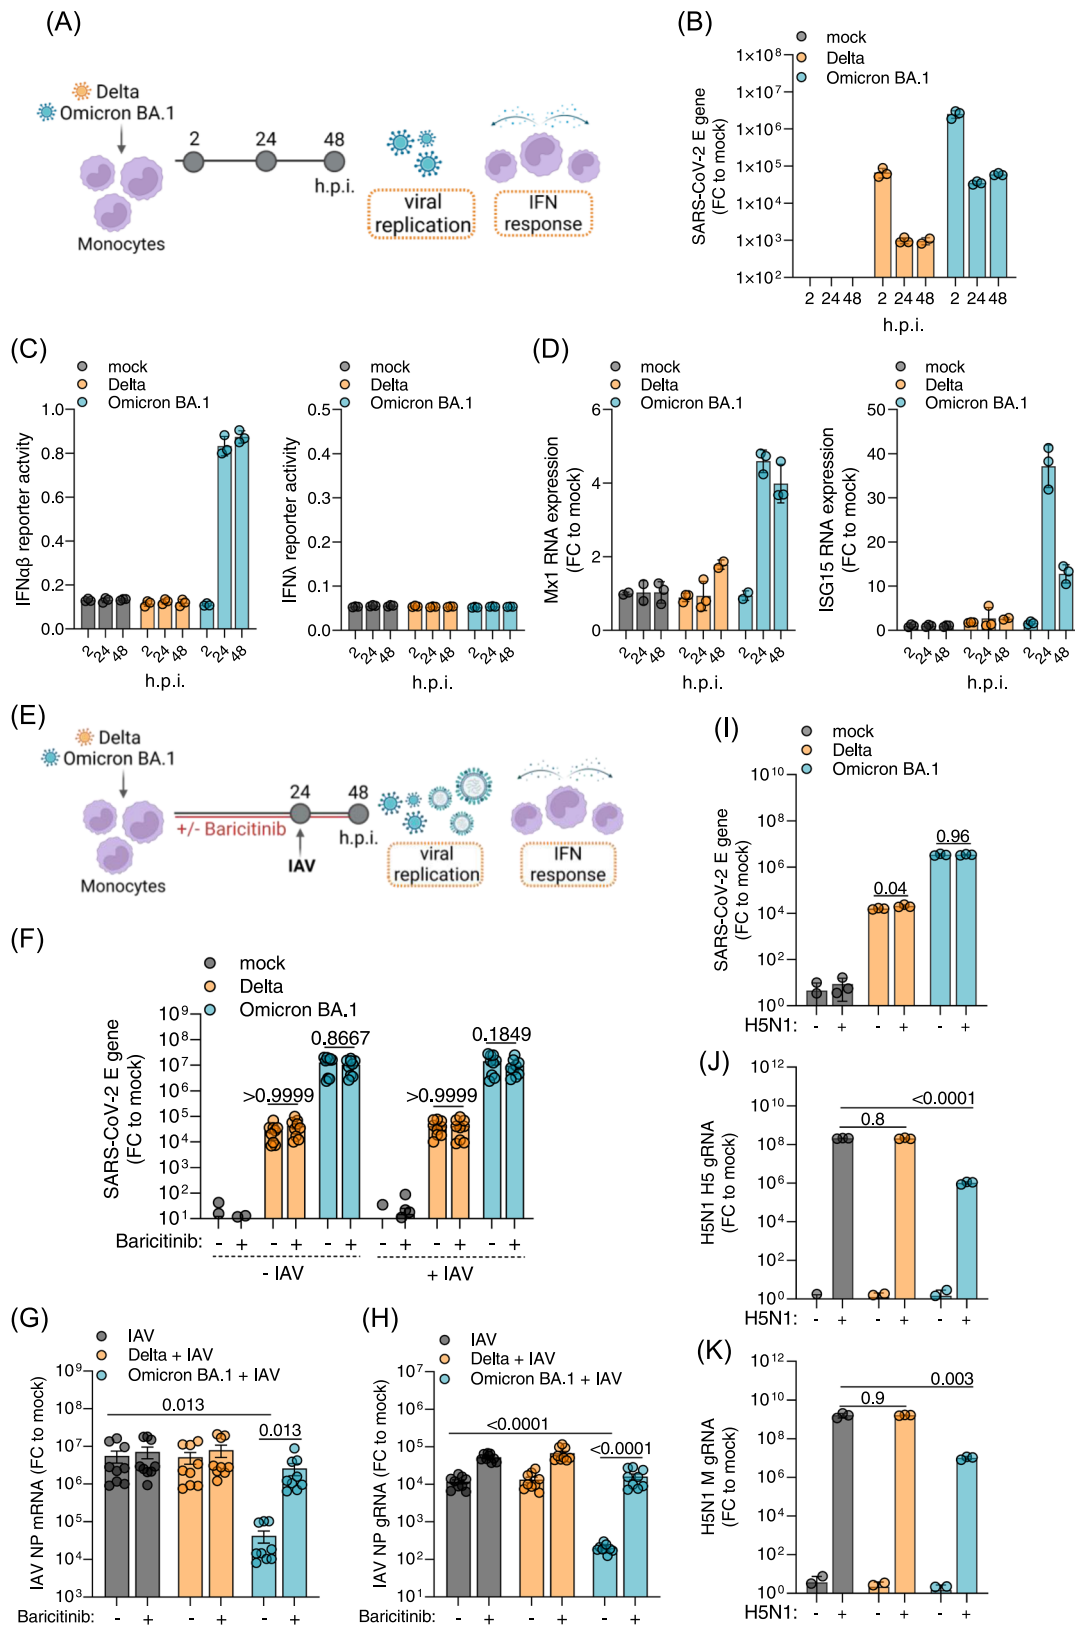 (A)
Delta
Omicron BA.1
Monocytes
2
24
48
h.p.i.
viral
replication
IFN
response
(B)
mock
Delta
Omicron BA.1
SARS-CoV-2 E gene
(FC to mock)
1×10⁸
1×10⁷
1×10⁶
1×10⁵
1×10⁴
1×10³
1×10²
2 24 48 2 24 48 2 24 48
h.p.i.
(C)
mock
Delta
Omicron BA.1
IFNαβ reporter activity
1.0
0.8
0.6
0.4
0.2
0.0
2 24 48 2 24 48 2 24 48
h.p.i.
mock
Delta
Omicron BA.1
IFNλ reporter activity
0.5
0.4
0.3
0.2
0.1
0.0
2 24 48 2 24 48 2 24 48
h.p.i.
(D)
mock
Delta
Omicron BA.1
Mx1 RNA expression
(FC to mock)
6
4
2
0
2 24 48 2 24 48 2 24 48
h.p.i.
mock
Delta
Omicron BA.1
ISG15 RNA expression
(FC to mock)
50
40
30
20
10
0
2 24 48 2 24 48 2 24 48
h.p.i.
(E)
Delta
Omicron BA.1
Monocytes
+/- Baricitinib
24
48
h.p.i.
IAV
viral
replication
IFN
response
(F)
mock
Delta
Omicron BA.1
SARS-CoV-2 E gene
(FC to mock)
10⁹
10⁸
10⁷
10⁶
10⁵
10⁴
10³
10²
10¹
>0.9999
0.8667
>0.9999
0.1849
Baricitinib: - + - + - + - + - + - +
- IAV
+ IAV
(G)
IAV
Delta + IAV
Omicron BA.1 + IAV
IAV NP mRNA (FC to mock)
10⁹
10⁸
10⁷
10⁶
10⁵
10⁴
10³
0.013
0.013
Baricitinib: - + - + - +
(H)
IAV
Delta + IAV
Omicron BA.1 + IAV
IAV NP gRNA (FC to mock)
10⁷
10⁶
10⁵
10⁴
10³
10²
10¹
<0.0001
<0.0001
Baricitinib: - + - + - +
(I)
mock
Delta
Omicron BA.1
SARS-CoV-2 E gene
(FC to mock)
10¹⁰
10⁸
10⁶
10⁴
10²
10⁰
0.04
0.96
H5N1: - + - + - +
(J)
H5N1 H5 gRNA
(FC to mock)
10¹²
10¹⁰
10⁸
10⁶
10⁴
10²
10⁰
<0.0001
0.8
H5N1: - + - + - +
(K)
H5N1 M gRNA
(FC to mock)
10¹²
10¹⁰
10⁸
10⁶
10⁴
10²
10⁰
0.003
0.9
H5N1: - + - + - +